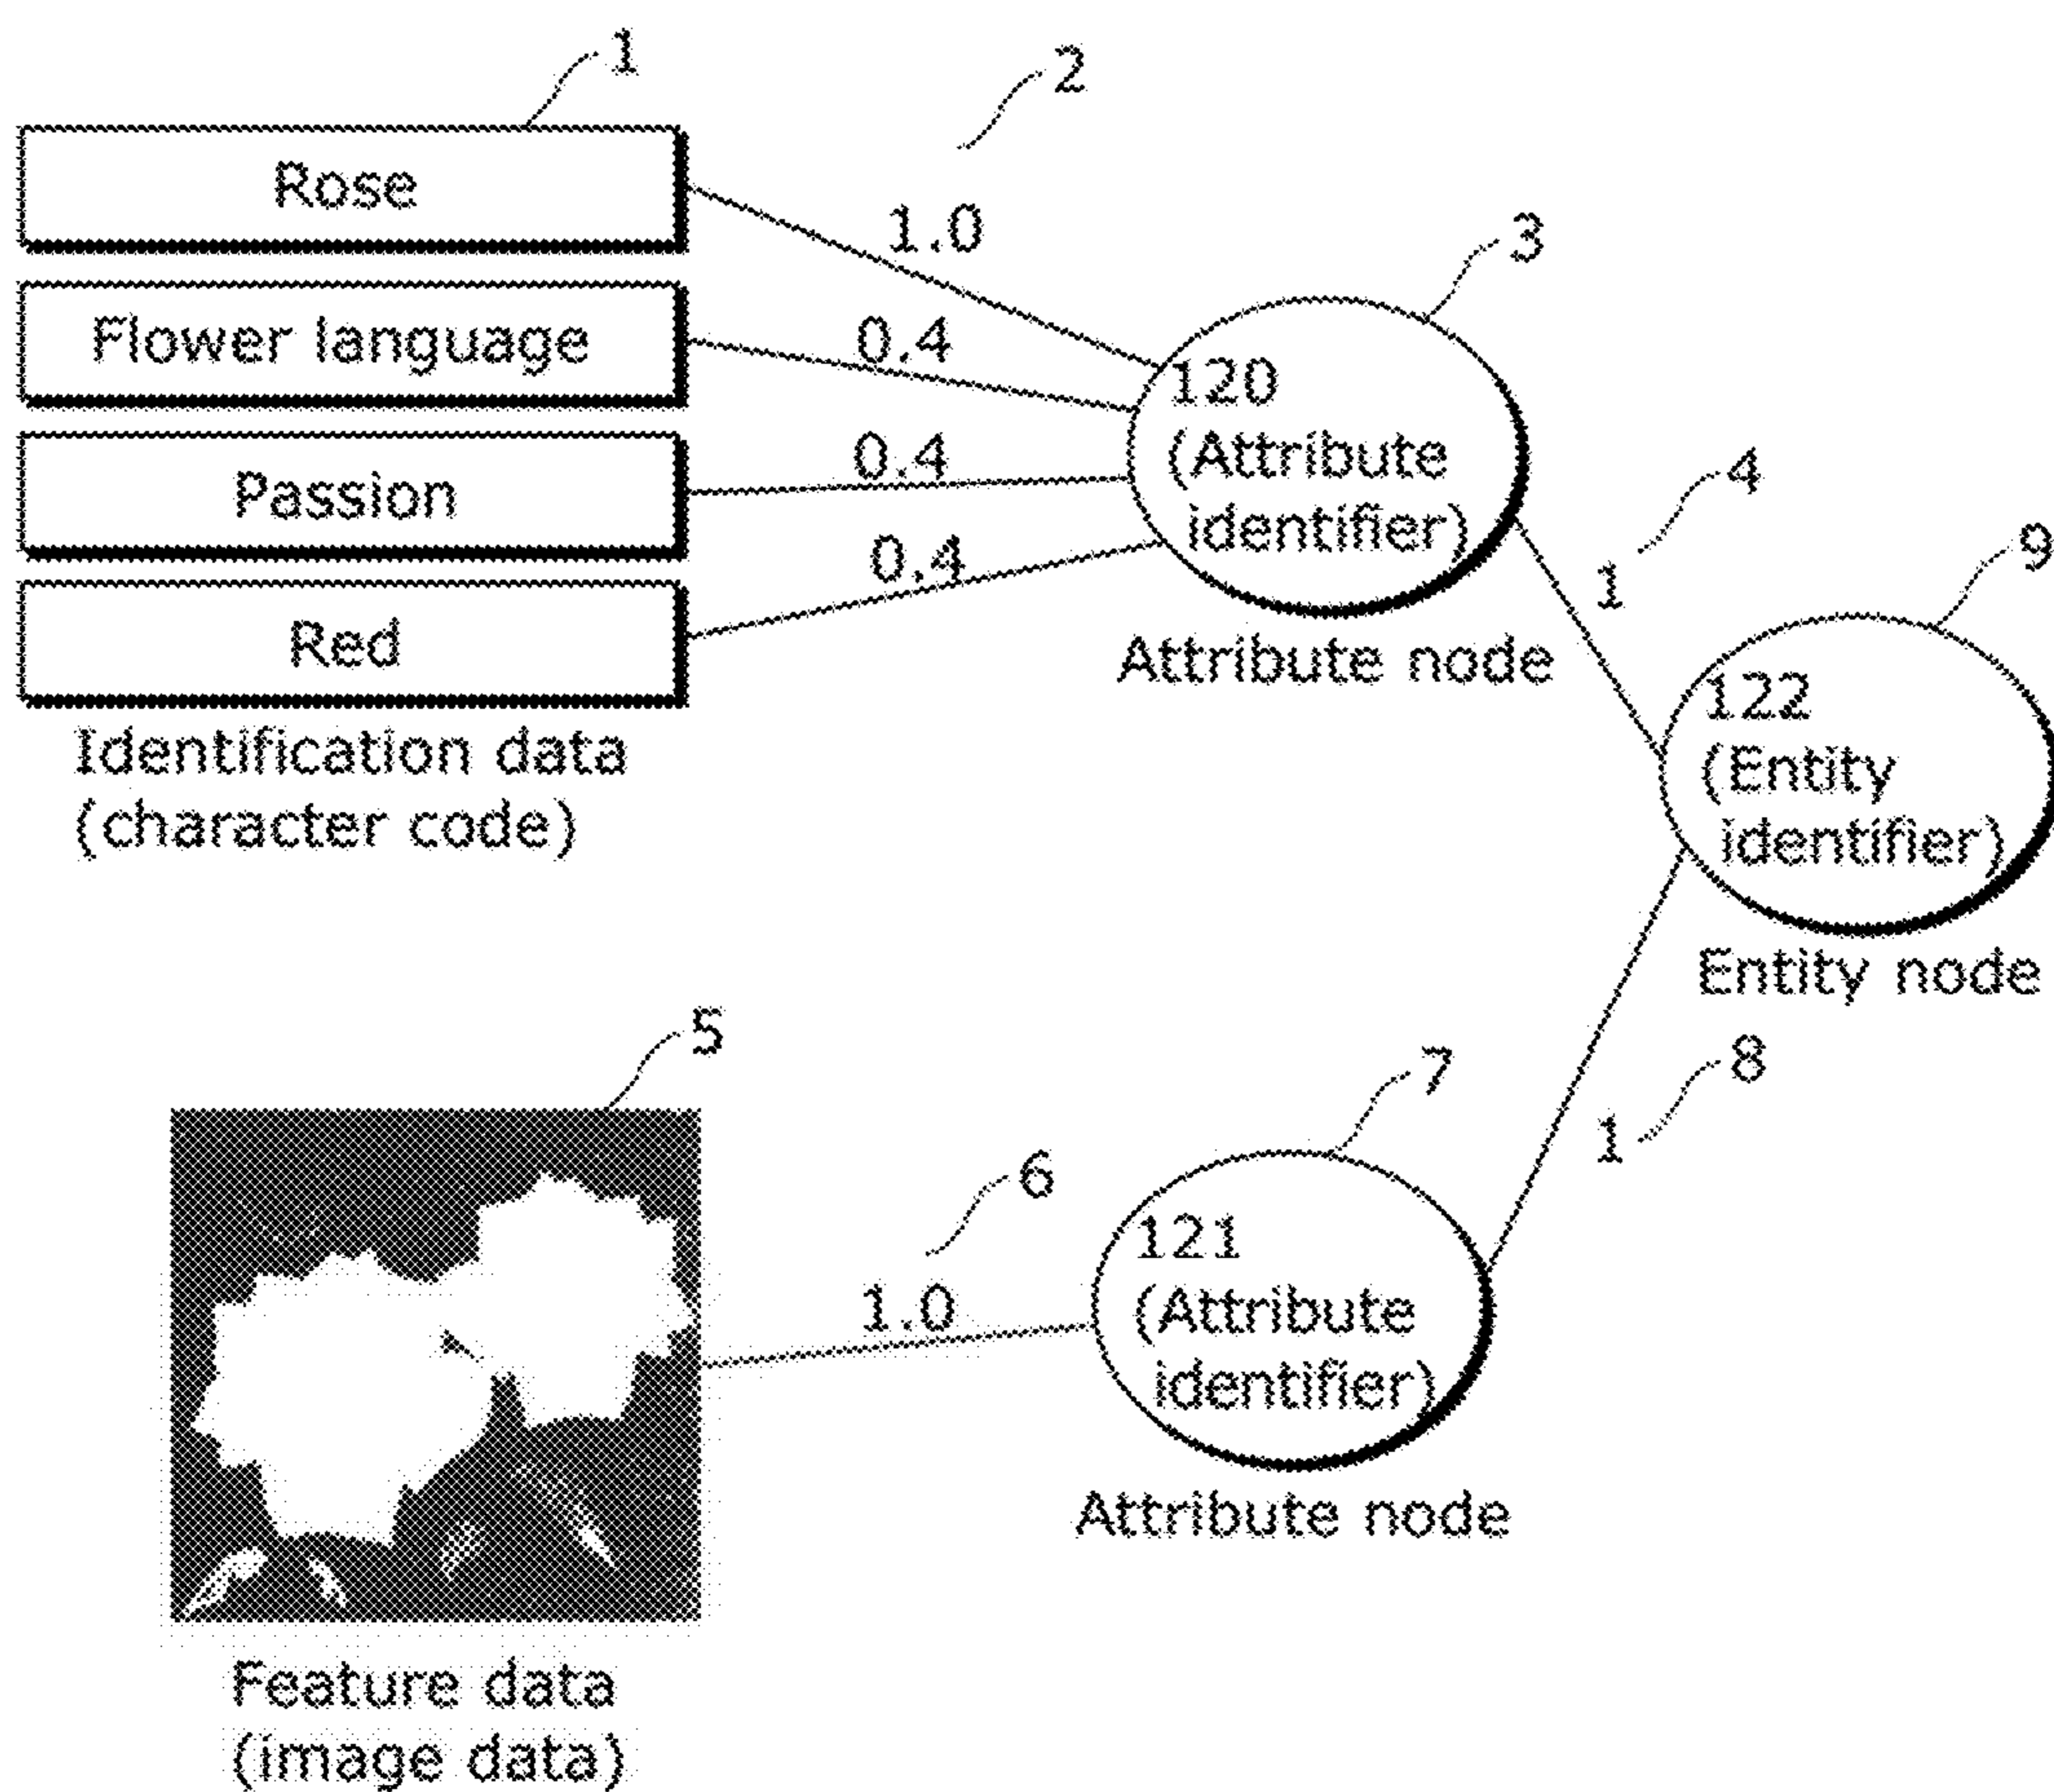 1
2
Rose
1.0
3
Flower language
0.4
120
(Attribute
identifier)
Passion
0.4
4
Red
0.4
1
9
Attribute node
122
(Entity
identifier)
Identification data
(character code)
Entity node
5
7
8
6
1
121
(Attribute
identifier)
1.0
Attribute node
Feature data
(image data)